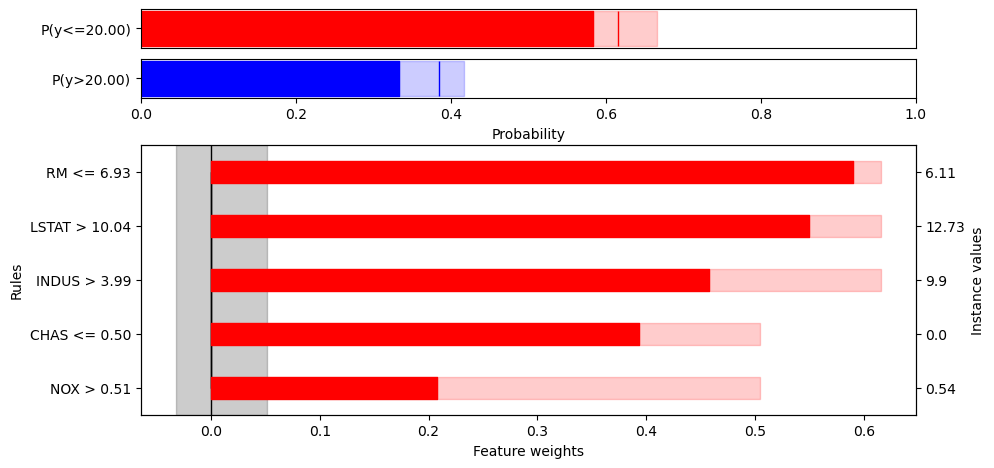 P(y<=20.00)
P(y>20.00)
0.0 0.2 0.4 0.6 0.8 1.0
Probability
RM <= 6.93 6.11
LSTAT > 10.04 12.73
INDUS > 3.99 9.9
CHAS <= 0.50 0.0
NOX > 0.51 0.54
Rules
Instance values
0.0 0.1 0.2 0.3 0.4 0.5 0.6
Feature weights